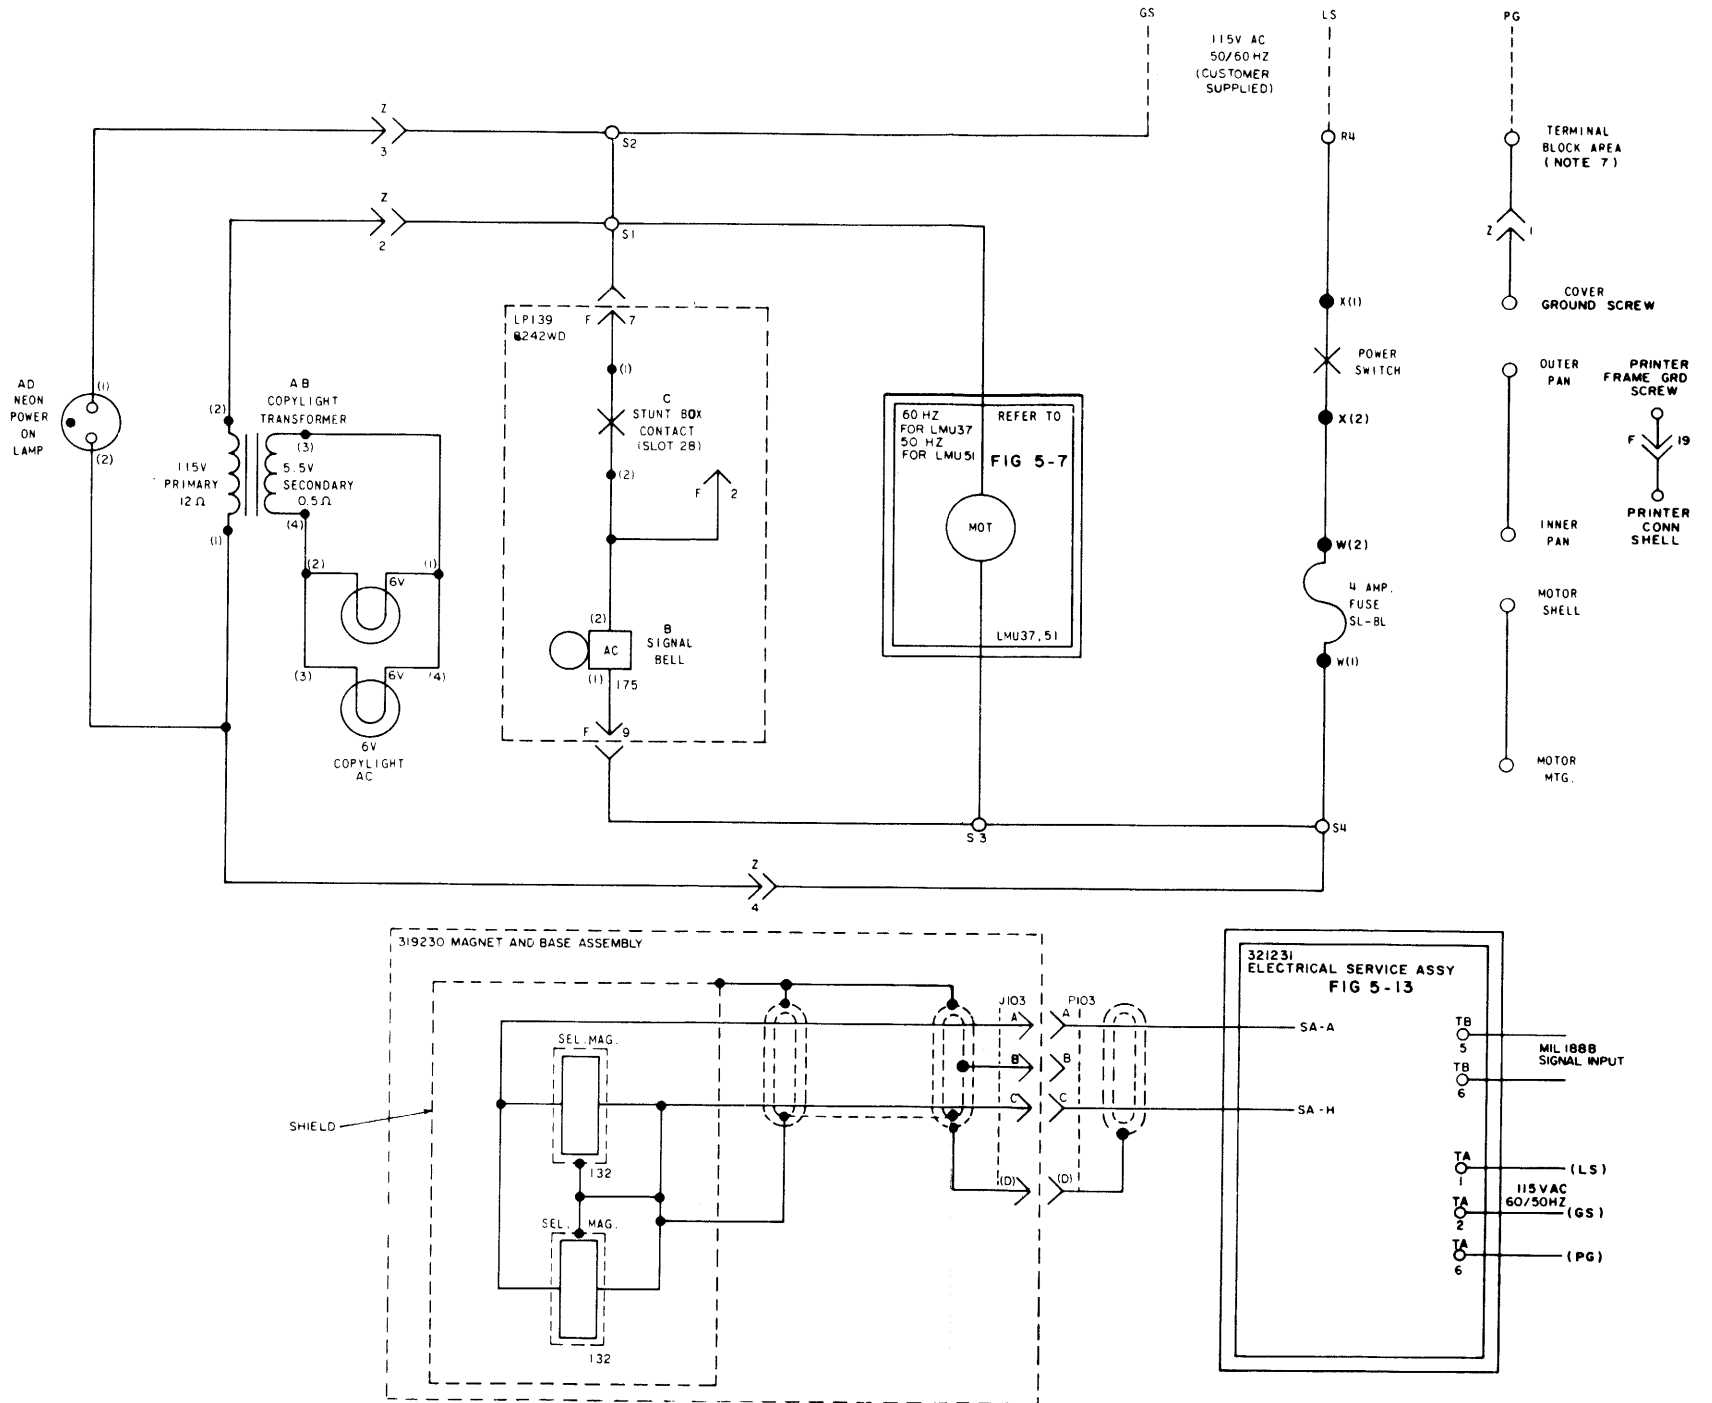 GS
LS
PG
115V AC
50/60 HZ
(CUSTOMER
SUPPLIED)
Z
3
S2
R4
TERMINAL
BLOCK AREA
(NOTE 7)
Z
2
S1
Z
1
COVER
GROUND SCREW
X(1)
LP139
8242WD
F
7
(1)
POWER
SWITCH
OUTER
PAN
PRINTER
FRAME GRD
SCREW
AD
NEON
POWER
ON
LAMP
(1)
(2)
AB
COPYLIGHT
TRANSFORMER
(2)
(3)
115V
PRIMARY
12Ω
5.5V
SECONDARY
0.5Ω
(4)
(1)
C
STUNT BOX
CONTACT
(SLOT 28)
(2)
F
2
60 HZ
FOR LMU37
50 HZ
FOR LMU51
REFER TO
FIG 5-7
MOT
LMU37,51
X(2)
F
19
PRINTER
CONN
SHELL
INNER
PAN
W(2)
(2)
(1)
6V
4 AMP.
FUSE
SL-BL
MOTOR
SHELL
(2)
AC
B
SIGNAL
BELL
(1)
175
W(1)
(3)
6V
(4)
F
9
6V
COPYLIGHT
AC
MOTOR
MTG.
S3
S4
Z
4
319230 MAGNET AND BASE ASSEMBLY
321231
ELECTRICAL SERVICE ASSY
FIG 5-13
J103
P103
A
A
SA-A
SEL. MAG.
TB
5
MIL 188B
SIGNAL INPUT
B
B
TB
6
C
C
SA-H
SHIELD
132
(D)
(D)
TA
1
(LS)
115VAC
60/50HZ
TA
2
(GS)
SEL. MAG.
TA
6
(PG)
132